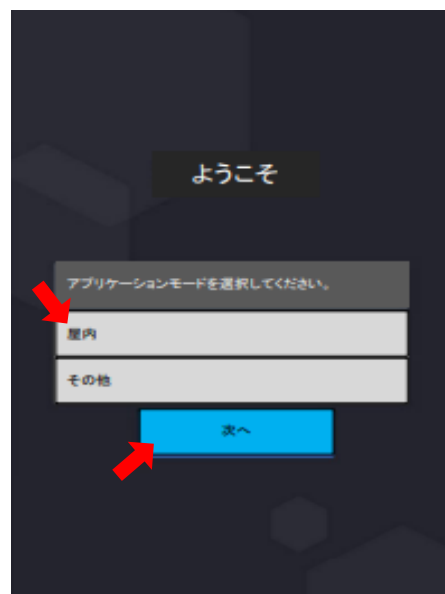 ようこそ
アプリケーションモードを選択してください。
屋内
その他
次へ